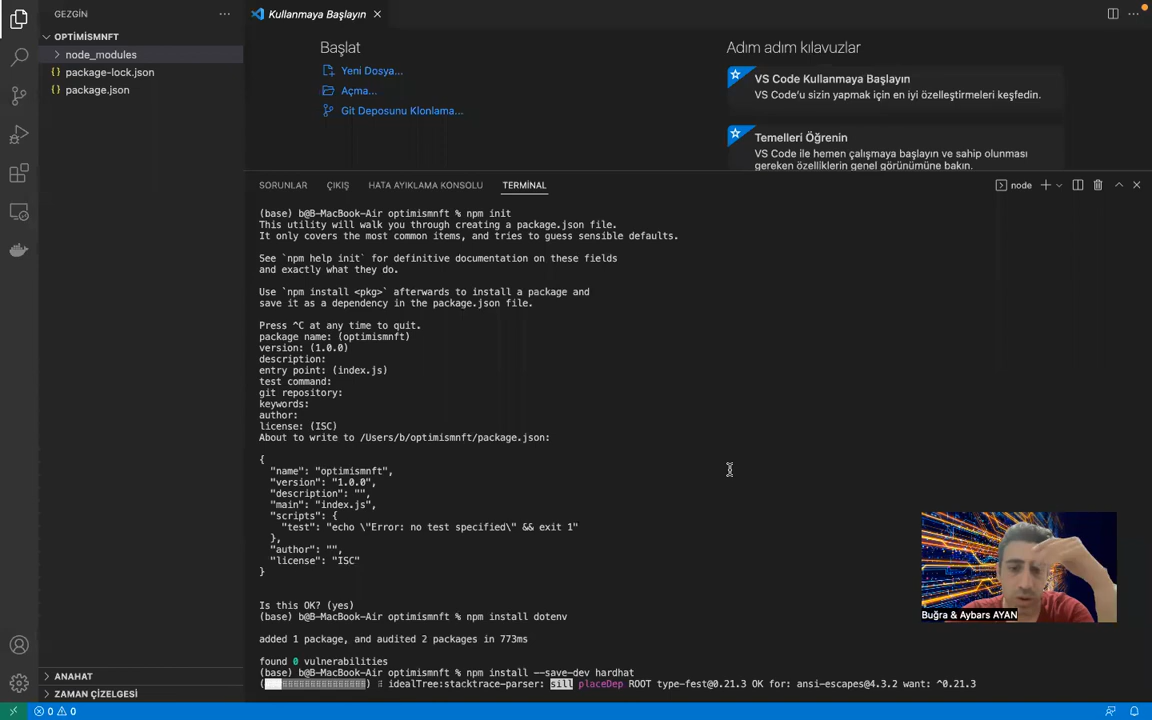 GEZGİN
Kullanmaya Başlayın
OPTİMİSMNFT
node_modules
package-lock.json
package.json
Başlat
Yeni Dosya...
Açma...
Git Deposunu Klonlama...
Adım adım kılavuzlar
VS Code Kullanmaya Başlayın
VS Code'u sizin yapmak için en iyi özelleştirmeleri keşfedin.
Temelleri Öğrenin
VS Code ile hemen çalışmaya başlayın ve sahip olunması
gereken özelliklerin genel görünümüne bakın.
SORUNLAR ÇIKIŞ HATA AYIKLAMA KONSOLU TERMİNAL
node
(base) b@B-MacBook-Air optimismnft % npm init
This utility will walk you through creating a package.json file.
It only covers the most common items, and tries to guess sensible defaults.
See `npm help init` for definitive documentation on these fields
and exactly what they do.
Use `npm install <pkg>` afterwards to install a package and
save it as a dependency in the package.json file.
Press ^C at any time to quit.
package name: (optimismnft)
version: (1.0.0)
description:
entry point: (index.js)
test command:
git repository:
keywords:
author:
license: (ISC)
About to write to /Users/b/optimismnft/package.json:
{
"name": "optimismnft",
"version": "1.0.0",
"description": "",
"main": "index.js",
"scripts": {
"test": "echo \"Error: no test specified\" && exit 1"
},
"author": "",
"license": "ISC"
}
Is this OK? (yes)
(base) b@B-MacBook-Air optimismnft % npm install dotenv
added 1 package, and audited 2 packages in 773ms
found 0 vulnerabilities
(base) b@B-MacBook-Air optimismnft % npm install --save-dev hardhat
idealTree:stacktrace-parser: sill placeDep ROOT type-fest@0.21.3 OK for: ansi-escapes@4.3.2 want: ^0.21.3
Buğra & Aybars AYAN
ANAHAT
ZAMAN ÇİZELGESİ
0 0